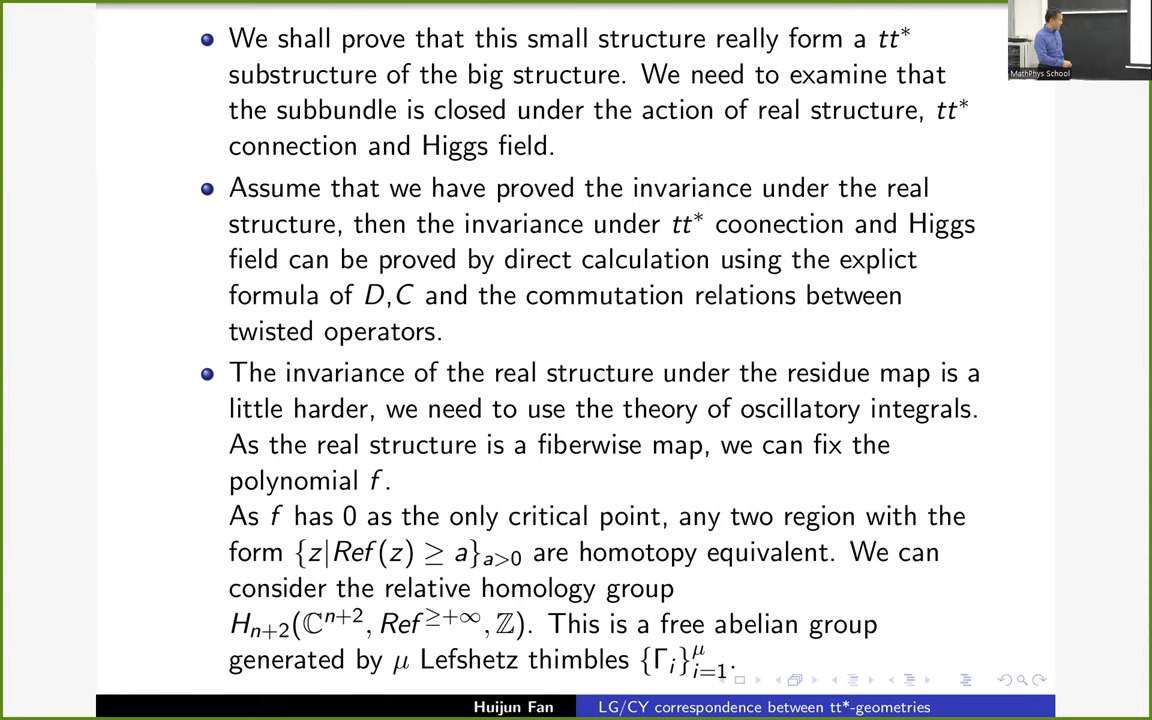 We shall prove that this small structure really form a tt*
substructure of the big structure. We need to examine that
the subbundle is closed under the action of real structure, tt*
connection and Higgs field.
Assume that we have proved the invariance under the real
structure, then the invariance under tt* coonection and Higgs
field can be proved by direct calculation using the explict
formula of D,C and the commutation relations between
twisted operators.
The invariance of the real structure under the residue map is a
little harder, we need to use the theory of oscillatory integrals.
As the real structure is a fiberwise map, we can fix the
polynomial f.
As f has 0 as the only critical point, any two region with the
form {z|Ref(z) ≥ a}_{a>0} are homotopy equivalent. We can
consider the relative homology group
H_{n+2}(ℂ^{n+2}, Ref^{≥+∞}, ℤ). This is a free abelian group
generated by μ Lefshetz thimbles {Γ_i}_{i=1}^μ.
Huijun Fan LG/CY correspondence between tt*-geometries
MathPhys School